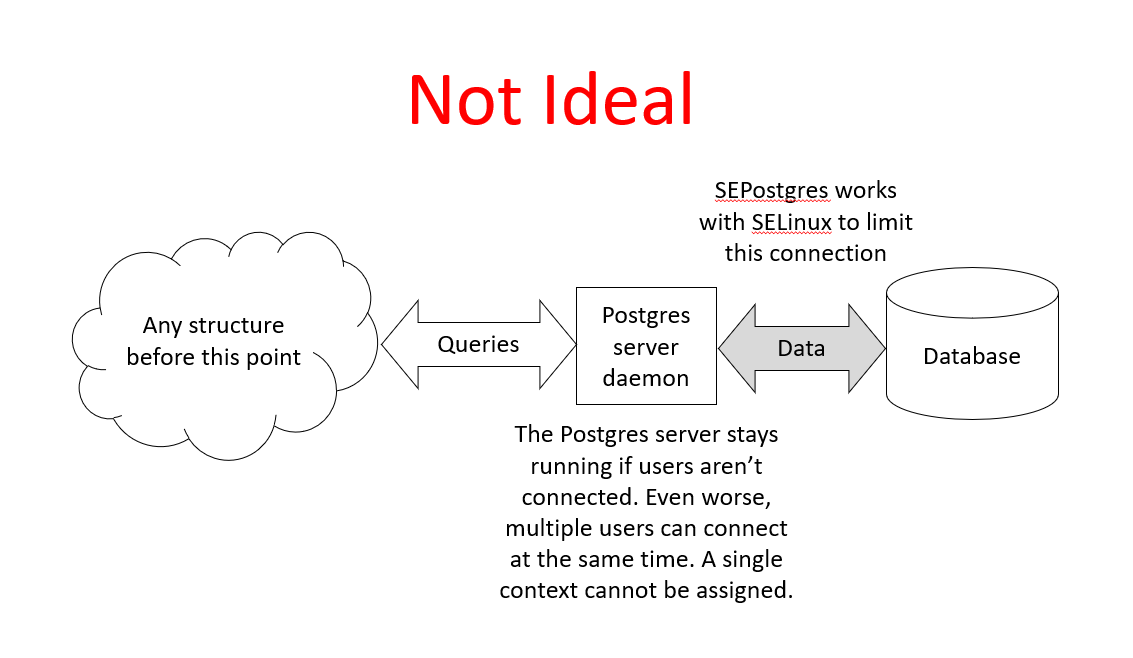 Not Ideal
SEPostgres works
with SELinux to limit
this connection
Any structure
before this point
Queries
Postgres
server
daemon
Data
Database
The Postgres server stays
running if users aren’t
connected. Even worse,
multiple users can connect
at the same time. A single
context cannot be assigned.